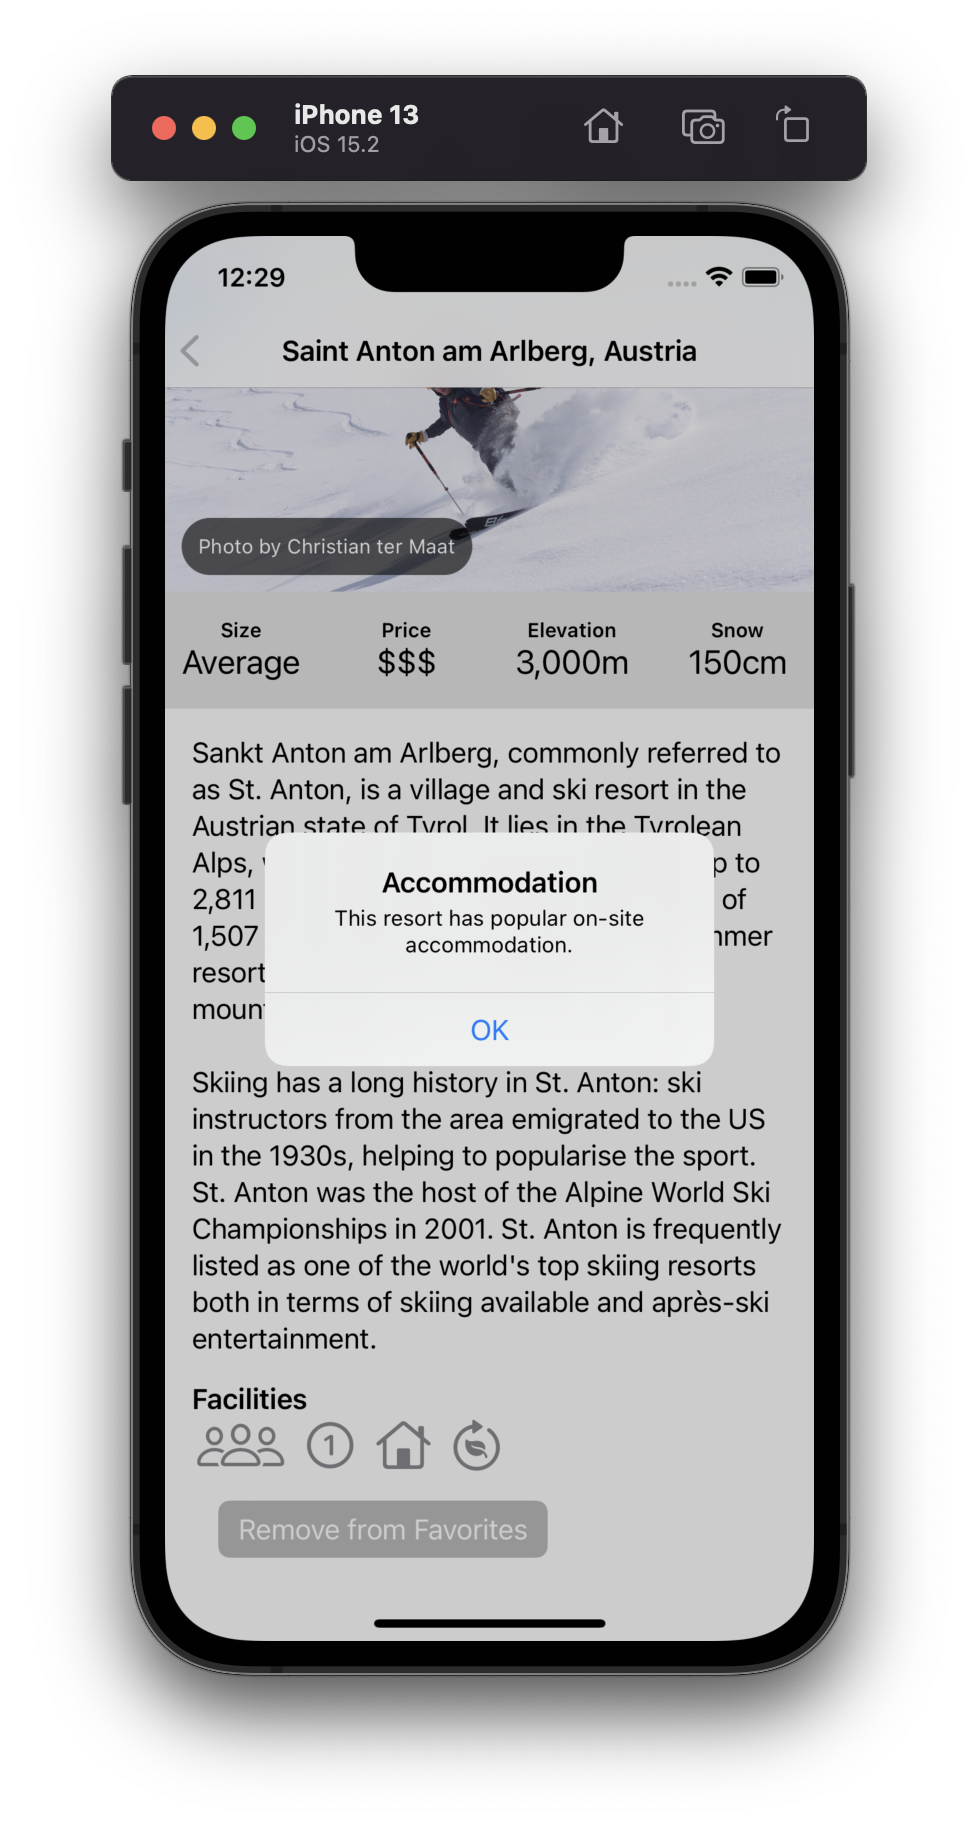 iPhone 13
iOS 15.2
12:29
Saint Anton am Arlberg, Austria
Photo by Christian ter Maat
Size Price Elevation Snow
Average $$$ 3,000m 150cm
Sankt Anton am Arlberg, commonly referred to
as St. Anton, is a village and ski resort in the
Austrian state of Tyrol. It lies in the Tyrolean
Alps, to
2,811 of
1,507
resort
Accommodation
This resort has popular on-site
accommodation.
OK
Skiing has a long history in St. Anton: ski
instructors from the area emigrated to the US
in the 1930s, helping to popularise the sport.
St. Anton was the host of the Alpine World Ski
Championships in 2001. St. Anton is frequently
listed as one of the world's top skiing resorts
both in terms of skiing available and après-ski
entertainment.
Facilities
1
Remove from Favorites